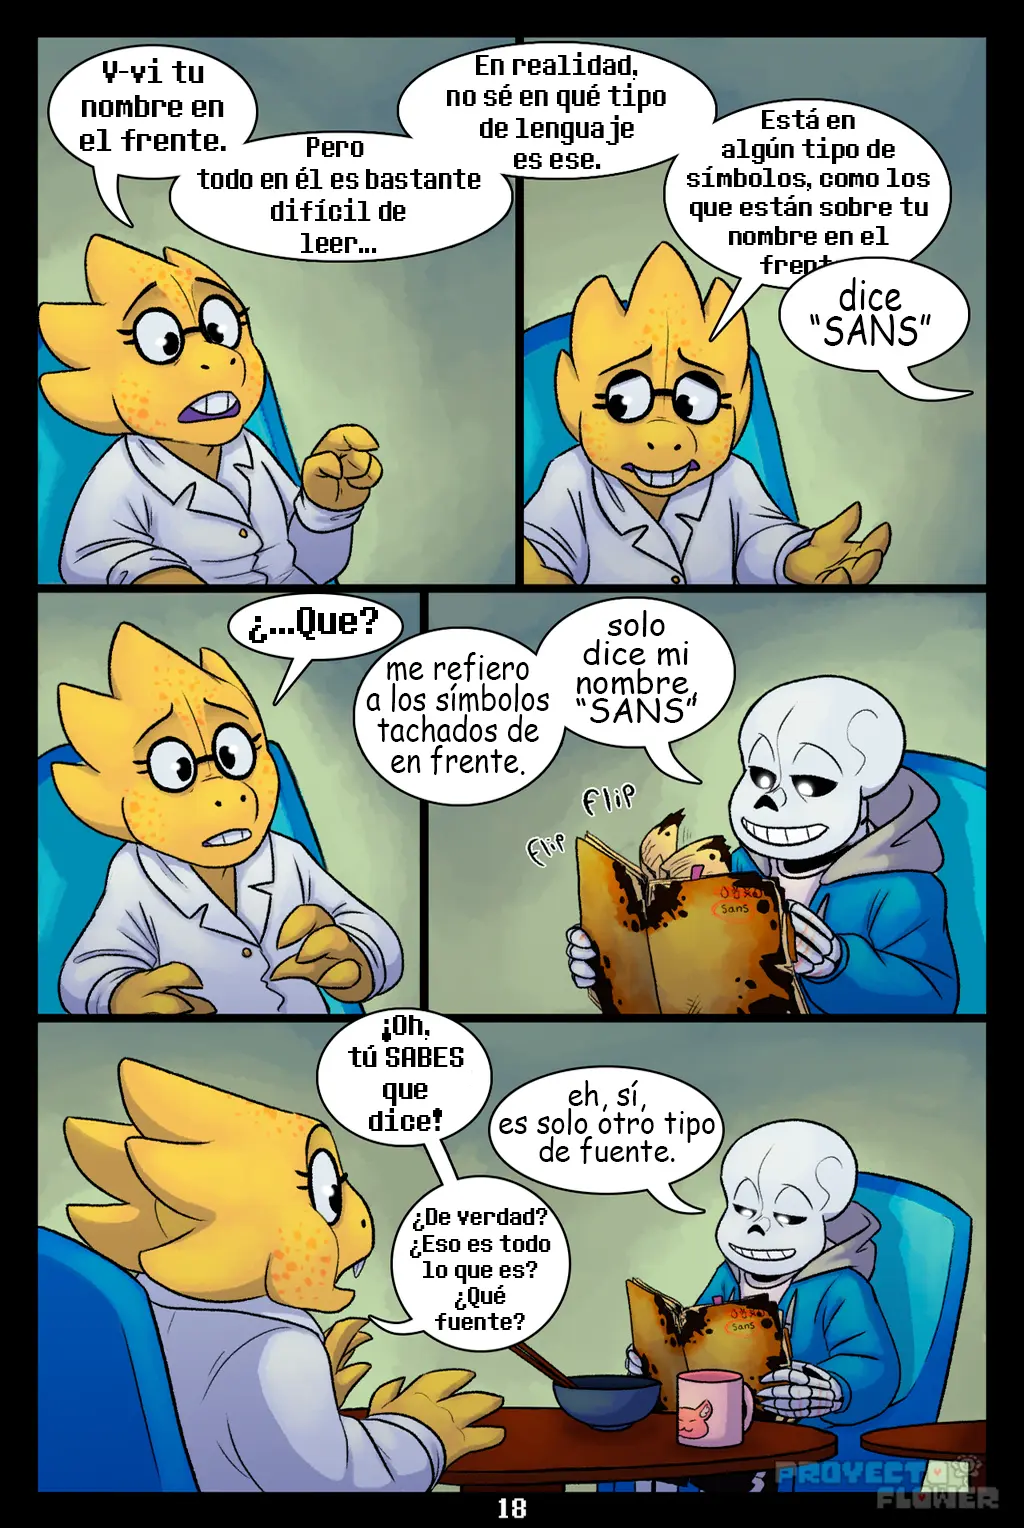 V-vi tu
nombre en
el frente.
Pero
todo en él es bastante
difícil de
leer...
En realidad,
no sé en qué tipo
de lenguaje
es ese.
Está en
algún tipo de
símbolos, como los
que están sobre tu
nombre en el
dice
"SANS"
¿...Que?
solo
dice mi
nombre,
"SANS"
me refiero
a los símbolos
tachados de
en frente.
FLIP
FLIP
sans
¡Oh,
tú SABES
que
dice!
¿De verdad?
¿Eso es todo
lo que es?
¿Qué
fuente?
eh, sí,
es solo otro tipo
de fuente.
sans
PROYECTO
FLOWER
18